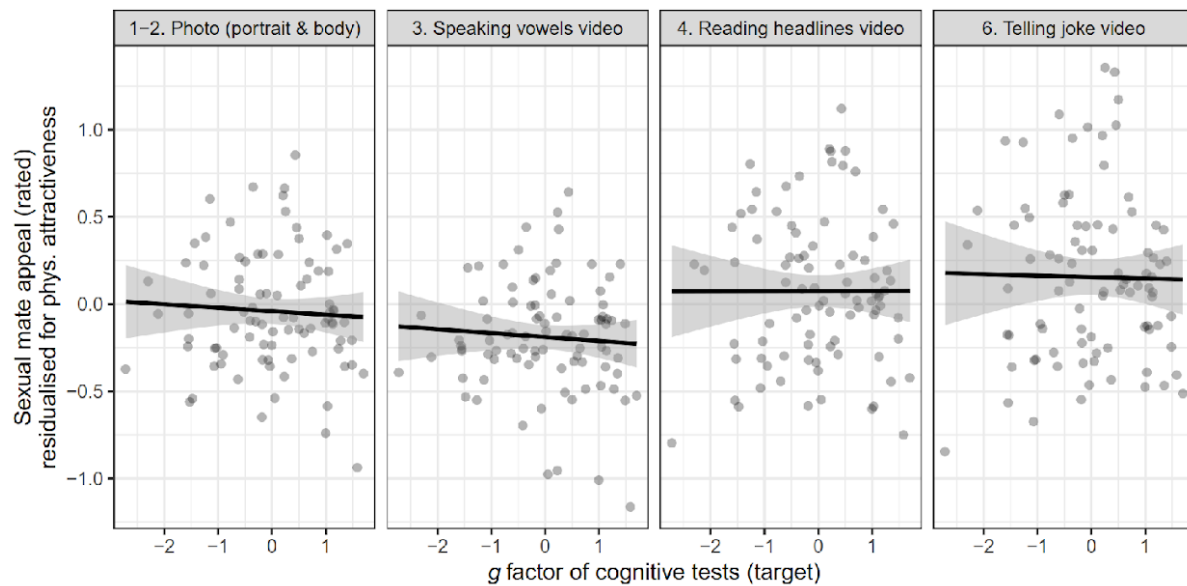 1−2. Photo (portrait & body)
3. Speaking vowels video
4. Reading headlines video
6. Telling joke video
Sexual mate appeal (rated)
residualised for phys. attractiveness
1.0
0.5
0.0
−0.5
−1.0
−2 −1 0 1
−2 −1 0 1
−2 −1 0 1
−2 −1 0 1
g factor of cognitive tests (target)